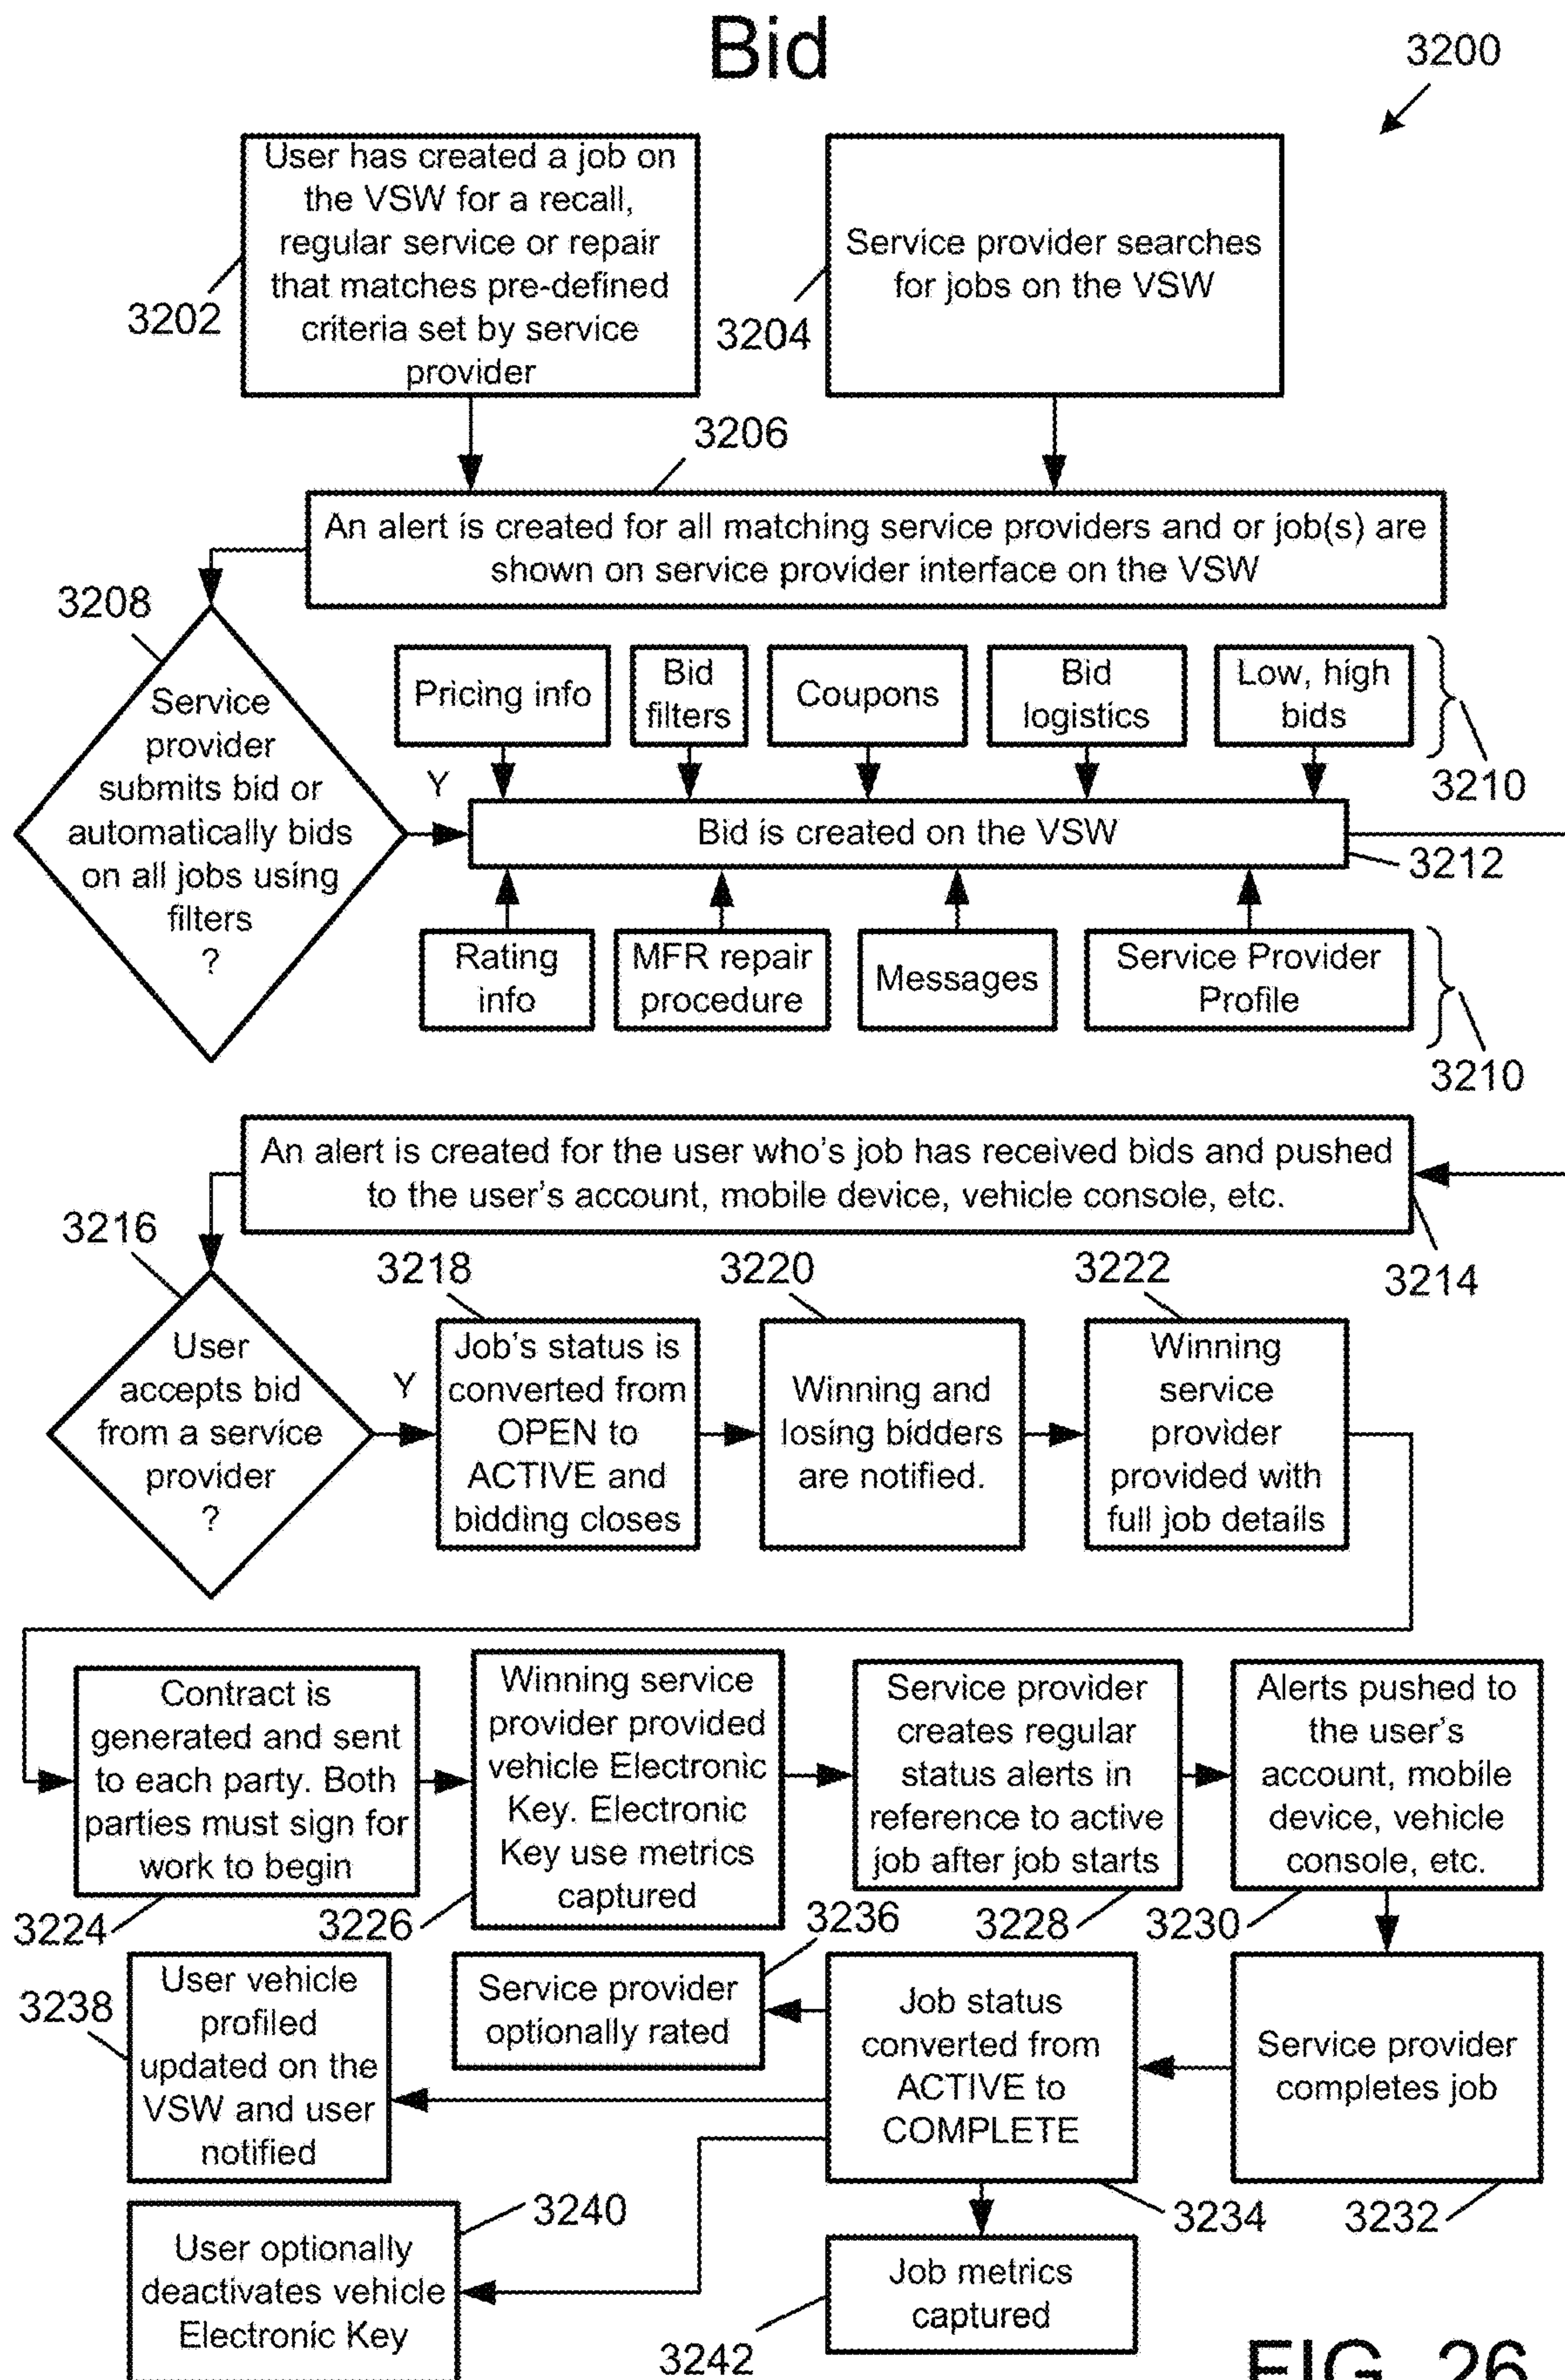 Bid
3200
User has created a job on
the VSW for a recall,
regular service or repair
that matches pre-defined
criteria set by service
provider
3202
Service provider searches
for jobs on the VSW
3204
3206
An alert is created for all matching service providers and or job(s) are
shown on service provider interface on the VSW
3208
Service
provider
submits bid or
automatically bids
on all jobs using
filters
?
Y
Pricing info
Bid
filters
Coupons
Bid
logistics
Low, high
bids
3210
Bid is created on the VSW
3212
Rating
info
MFR repair
procedure
Messages
Service Provider
Profile
3210
An alert is created for the user who's job has received bids and pushed
to the user's account, mobile device, vehicle console, etc.
3214
3216
User
accepts bid
from a service
provider
?
Y
3218
Job's status is
converted from
OPEN to
ACTIVE and
bidding closes
3220
Winning and
losing bidders
are notified.
3222
Winning
service
provider
provided with
full job details
Contract is
generated and sent
to each party. Both
parties must sign for
work to begin
3224
Winning service
provider provided
vehicle Electronic
Key. Electronic
Key use metrics
captured
3226
Service provider
creates regular
status alerts in
reference to active
job after job starts
3228
Alerts pushed to
the user's
account, mobile
device, vehicle
console, etc.
3230
3238
User vehicle
profiled
updated on the
VSW and user
notified
3236
Service provider
optionally rated
Job status
converted from
ACTIVE to
COMPLETE
3234
Service provider
completes job
3232
User optionally
deactivates vehicle
Electronic Key
3240
Job metrics
captured
3242
FIG. 26